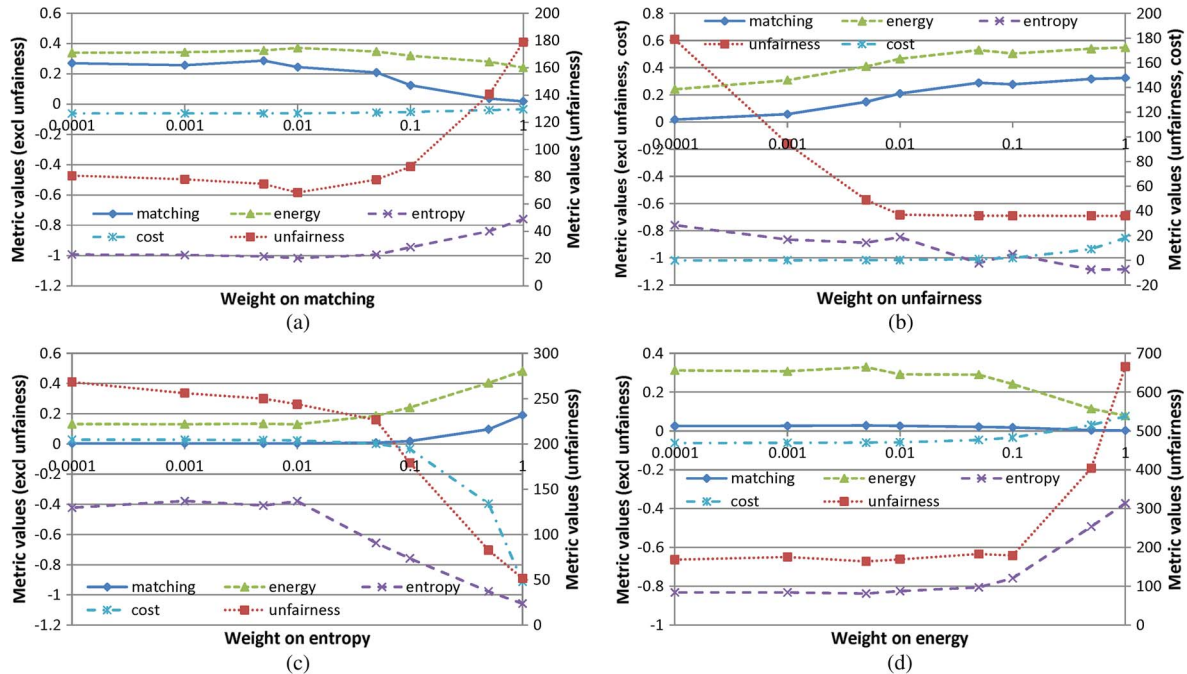 Metric values (excl unfainess)
0.6
0.4
0.2
0
-0.2
-0.4
-0.6
-0.8
-1
-1.2
0.0001
0.001
0.01
0.1
1
200
180
160
140
120
100
80
60
40
20
0
Metric values (unfairness)
matching
energy
entropy
cost
unfairness
Weight on matching
(a)
Metric values (excl unfainess, cost)
0.8
0.6
0.4
0.2
0
-0.2
-0.4
-0.6
-0.8
-1
-1.2
0.0001
0.001
0.01
0.1
1
200
180
160
140
120
100
80
60
40
20
0
-20
Metric values (unfairness, cost)
matching
energy
entropy
unfairness
cost
Weight on unfairness
(b)
Metric values (excl unfainess)
0.6
0.4
0.2
0
-0.2
-0.4
-0.6
-0.8
-1
-1.2
0.0001
0.001
0.01
0.1
1
300
250
200
150
100
50
0
Metric values (unfairness)
matching
energy
entropy
cost
unfairness
Weight on entropy
(c)
Metric values (excl unfainess)
0.4
0.2
0
-0.2
-0.4
-0.6
-0.8
-1
0.0001
0.001
0.01
0.1
1
700
600
500
400
300
200
100
0
Metric values (unfairness)
matching
energy
entropy
cost
unfairness
Weight on energy
(d)